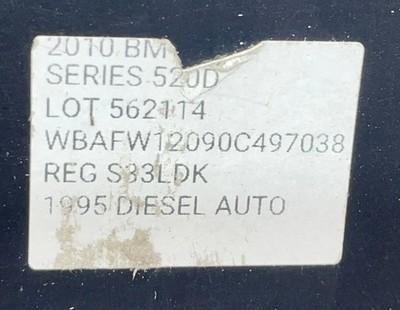 2010 BM
SERIES 520D
LOT 562114
WBAFW12090C497038
REG S33LDK
1995 DIESEL AUTO